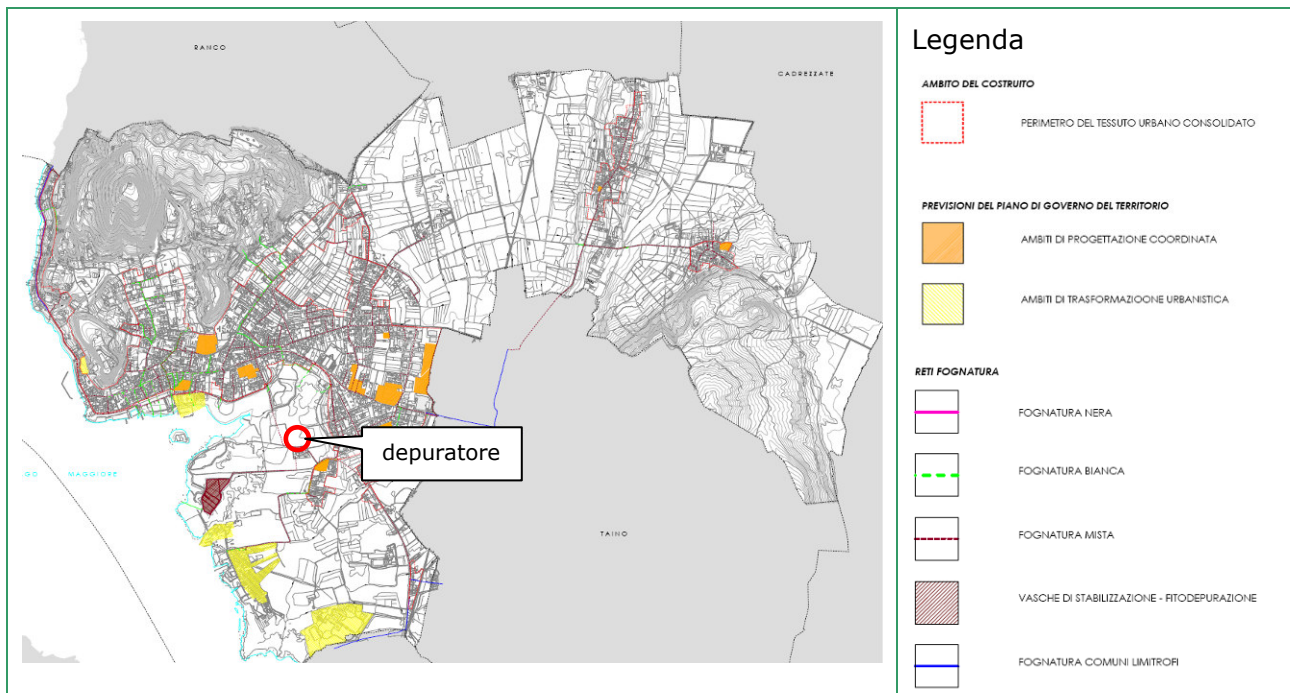 RANCO
CADREZZATE
depuratore
GO MAGGIORE
TAINO
Legenda
AMBITO DEL COSTRUITO
PERIMETRO DEL TESSUTO URBANO CONSOLIDATO
PREVISIONI DEL PIANO DI GOVERNO DEL TERRITORIO
AMBITI DI PROGETTAZIONE COORDINATA
AMBITI DI TRASFORMAZIOONE URBANISTICA
RETI FOGNATURA
FOGNATURA NERA
FOGNATURA BIANCA
FOGNATURA MISTA
VASCHE DI STABILIZZAZIONE - FITODEPURAZIONE
FOGNATURA COMUNI LIMITROFI